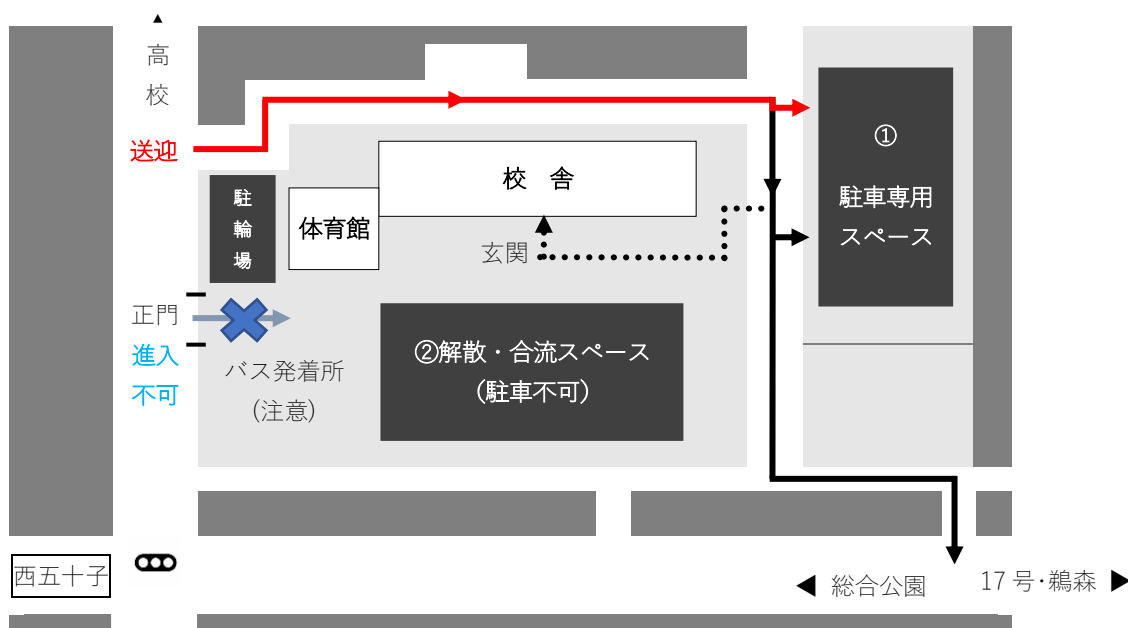 ▲
高
校
送迎
①
駐車専用
スペース
校 舎
駐
輪
場
体育館
玄関
正門
進入
不可
バス発着所
(注意)
②解散・合流スペース
(駐車不可)
西五十子
◀ 総合公園
17号・鵜森 ▶